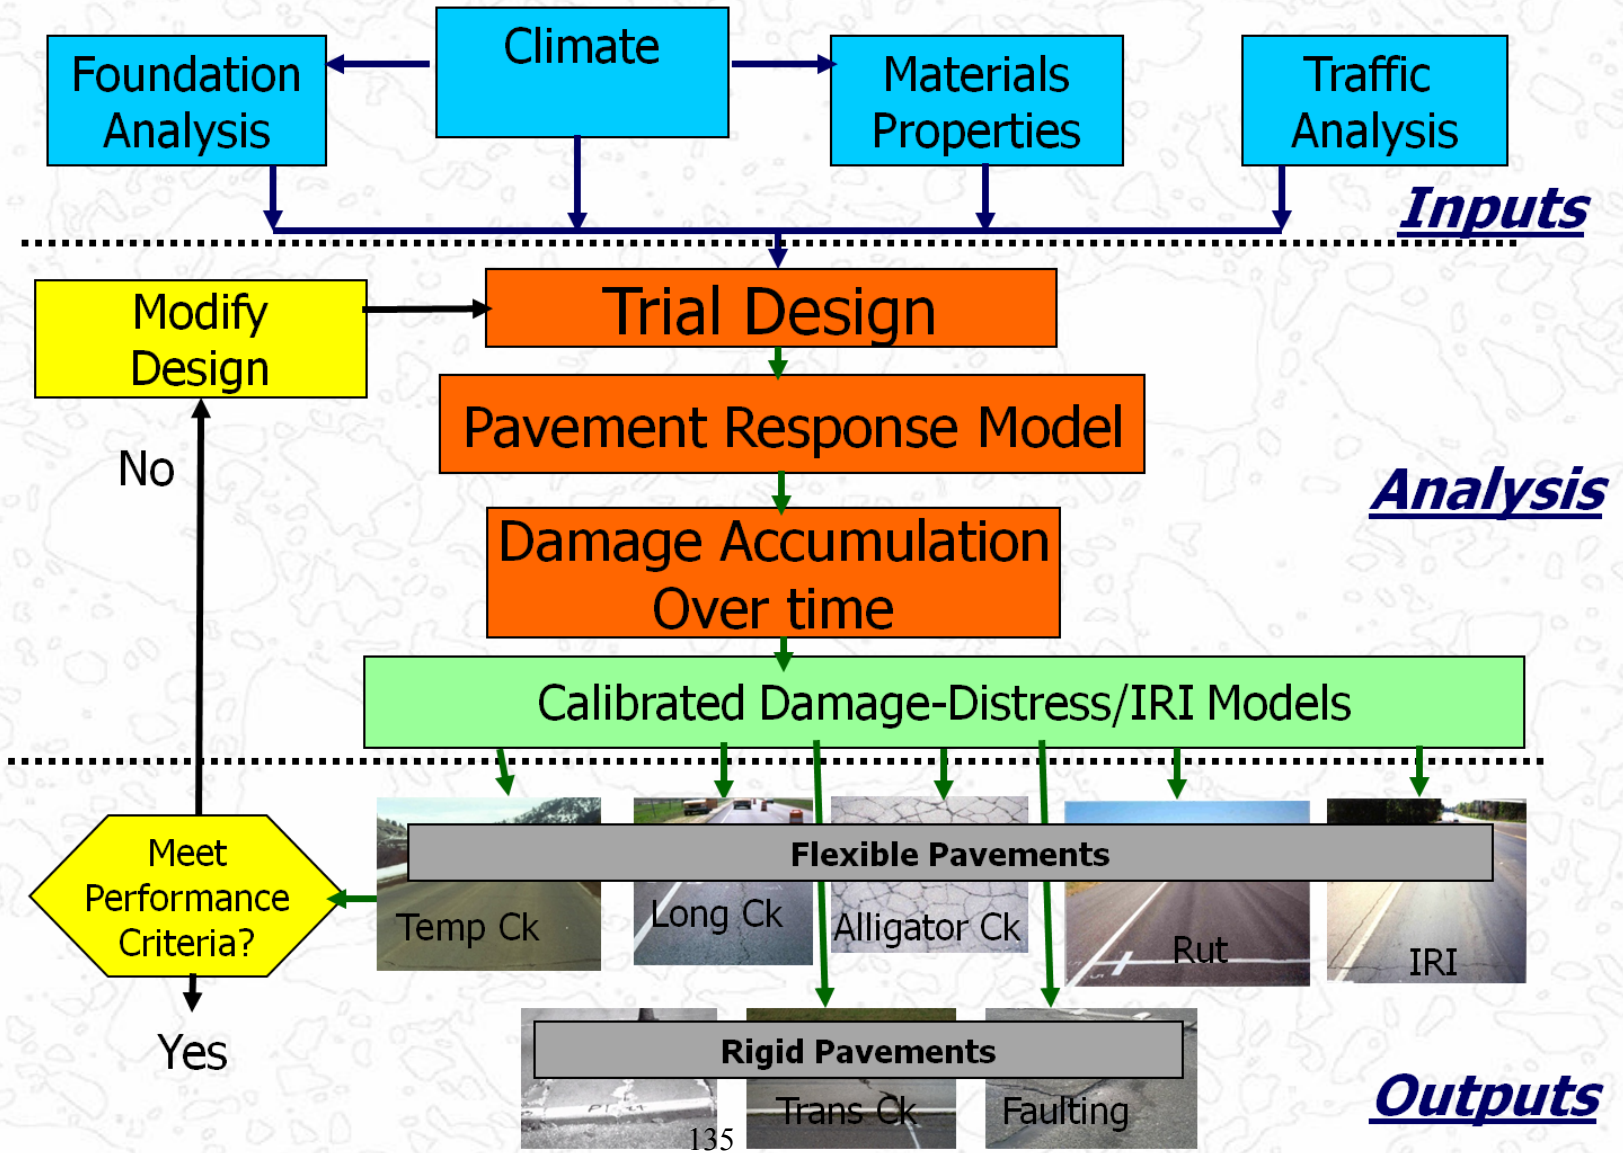 Climate
Foundation
Analysis
Materials
Properties
Traffic
Analysis
Inputs
Modify
Design
Trial Design
Pavement Response Model
No
Analysis
Damage Accumulation
Over time
Calibrated Damage-Distress/IRI Models
Meet
Performance
Criteria?
Flexible Pavements
Temp Ck
Long Ck
Alligator Ck
Rut
IRI
Yes
Rigid Pavements
Trans Ck
Faulting
Outputs
135